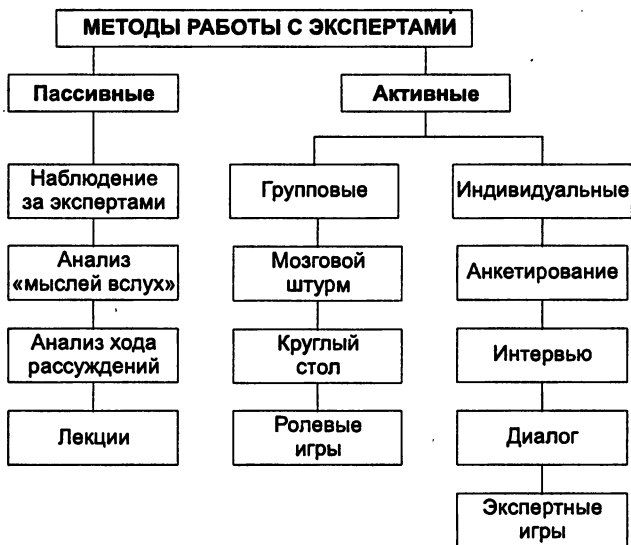 МЕТОДЫ РАБОТЫ С ЭКСПЕРТАМИ
Пассивные
Активные
Наблюдение
за экспертами
Анализ
«мыслей вслух»
Анализ хода
рассуждений
Лекции
Групповые
Мозговой
штурм
Круглый
стол
Ролевые
игры
Индивидуальные
Анкетирование
Интервью
Диалог
Экспертные
игры